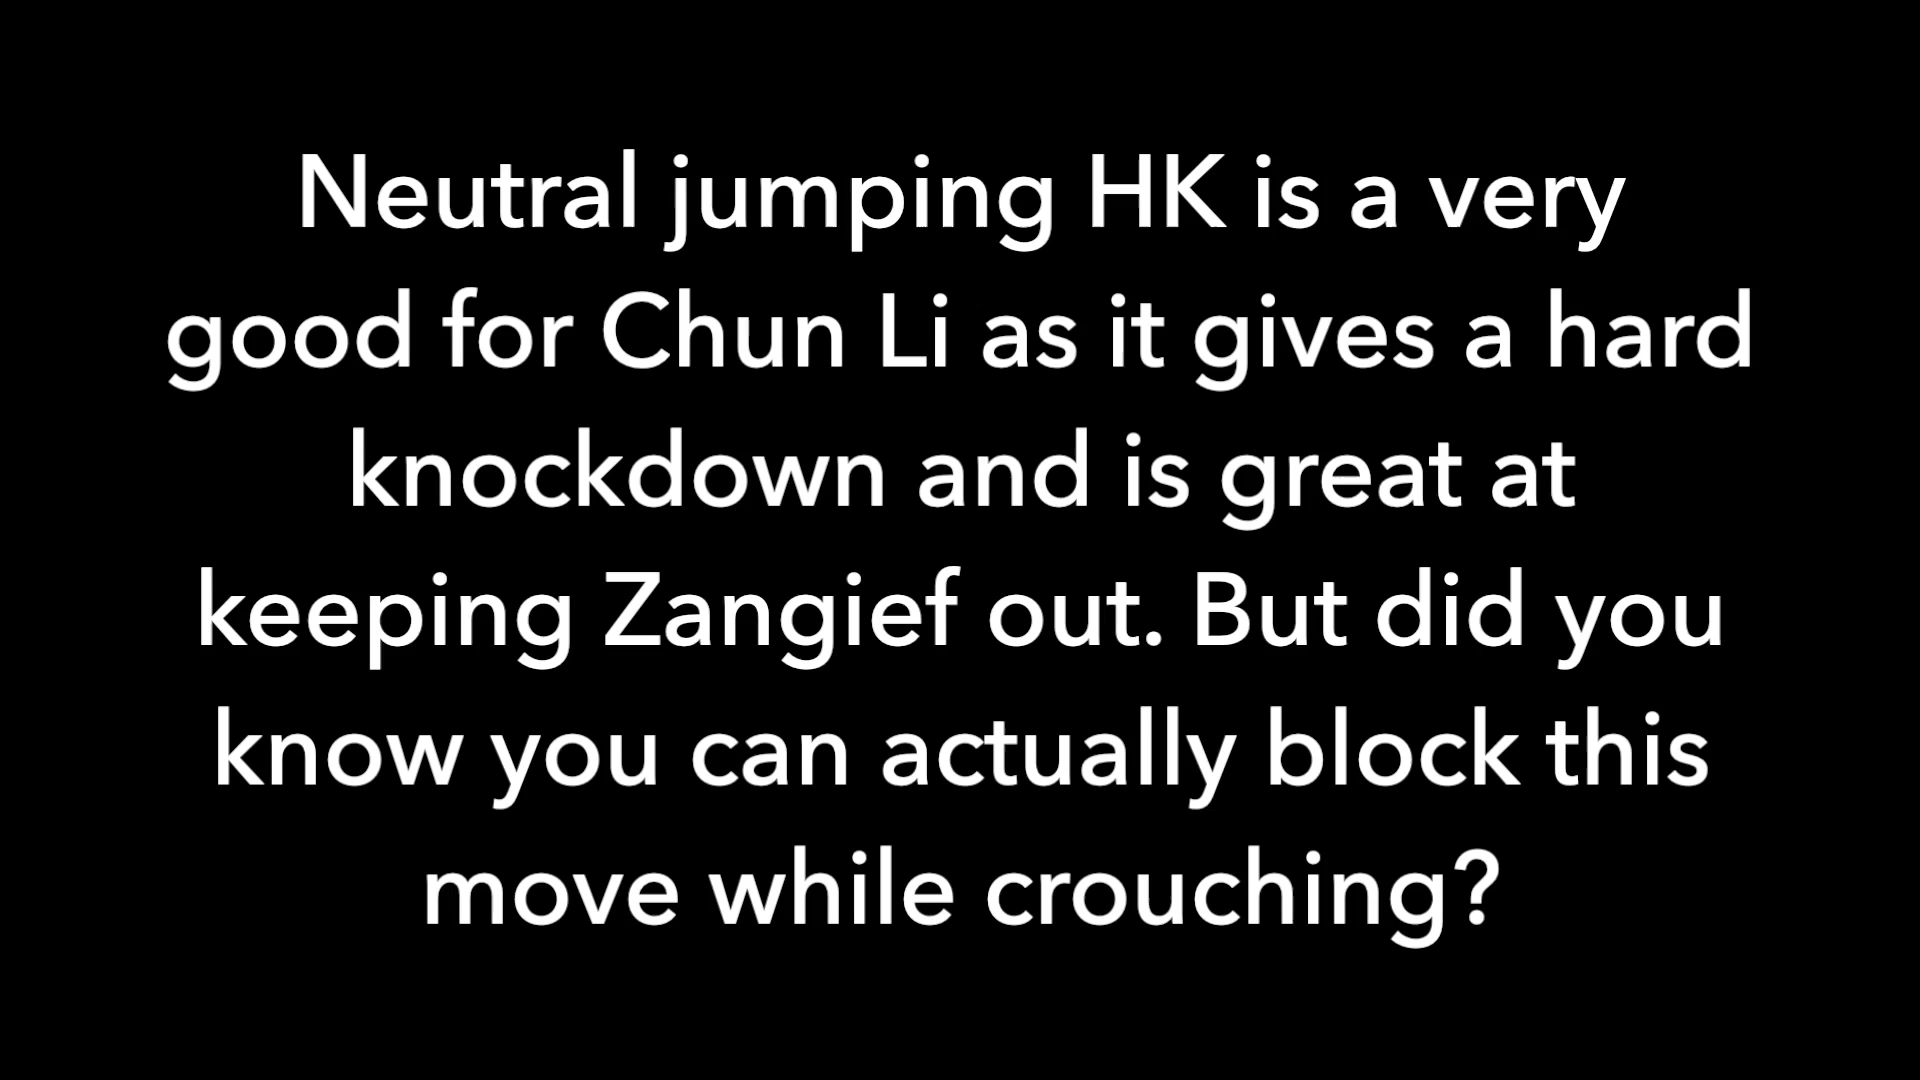 Neutral jumping HK is a very
good for Chun Li as it gives a hard
knockdown and is great at
keeping Zangief out. But did you
know you can actually block this
move while crouching?